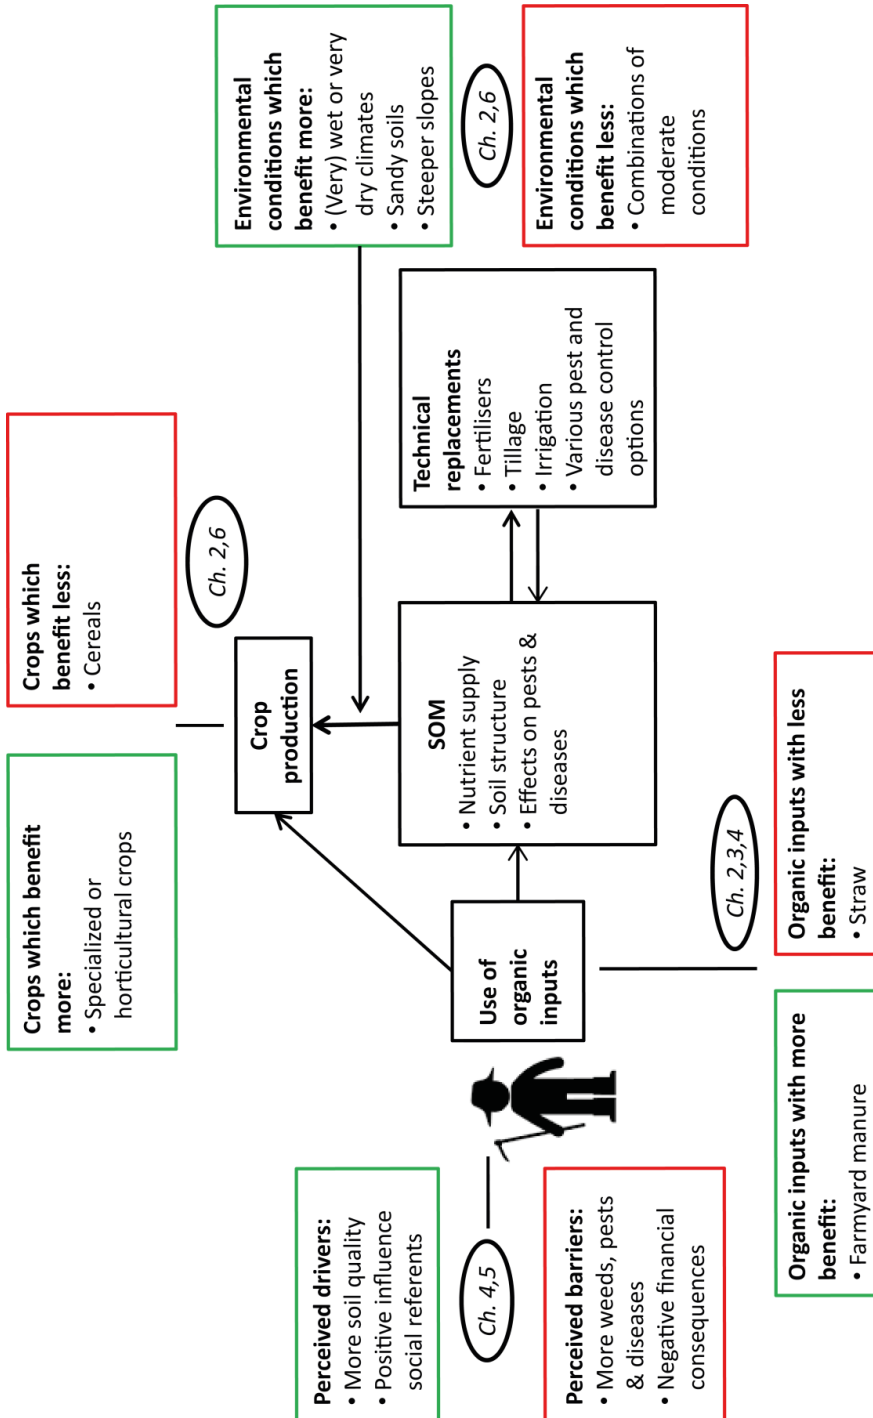 Crops which benefit
more:
• Specialized or
horticultural crops
Crops which
benefit less:
• Cereals
Ch. 2,6
Perceived drivers:
• More soil quality
• Positive influence
social referents
Ch. 4,5
Perceived barriers:
• More weeds, pests
& diseases
• Negative financial
consequences
Use of
organic
inputs
Crop
production
SOM
• Nutrient supply
• Soil structure
• Effects on pests &
diseases
Technical
replacements
• Fertilisers
• Tillage
• Irrigation
• Various pest and
disease control
options
Environmental
conditions which
benefit more:
• (Very) wet or very
dry climates
• Sandy soils
• Steeper slopes
Ch. 2,6
Environmental
conditions which
benefit less:
• Combinations of
moderate
conditions
Ch. 2,3,4
Organic inputs with more
benefit:
• Farmyard manure
Organic inputs with less
benefit:
• Straw